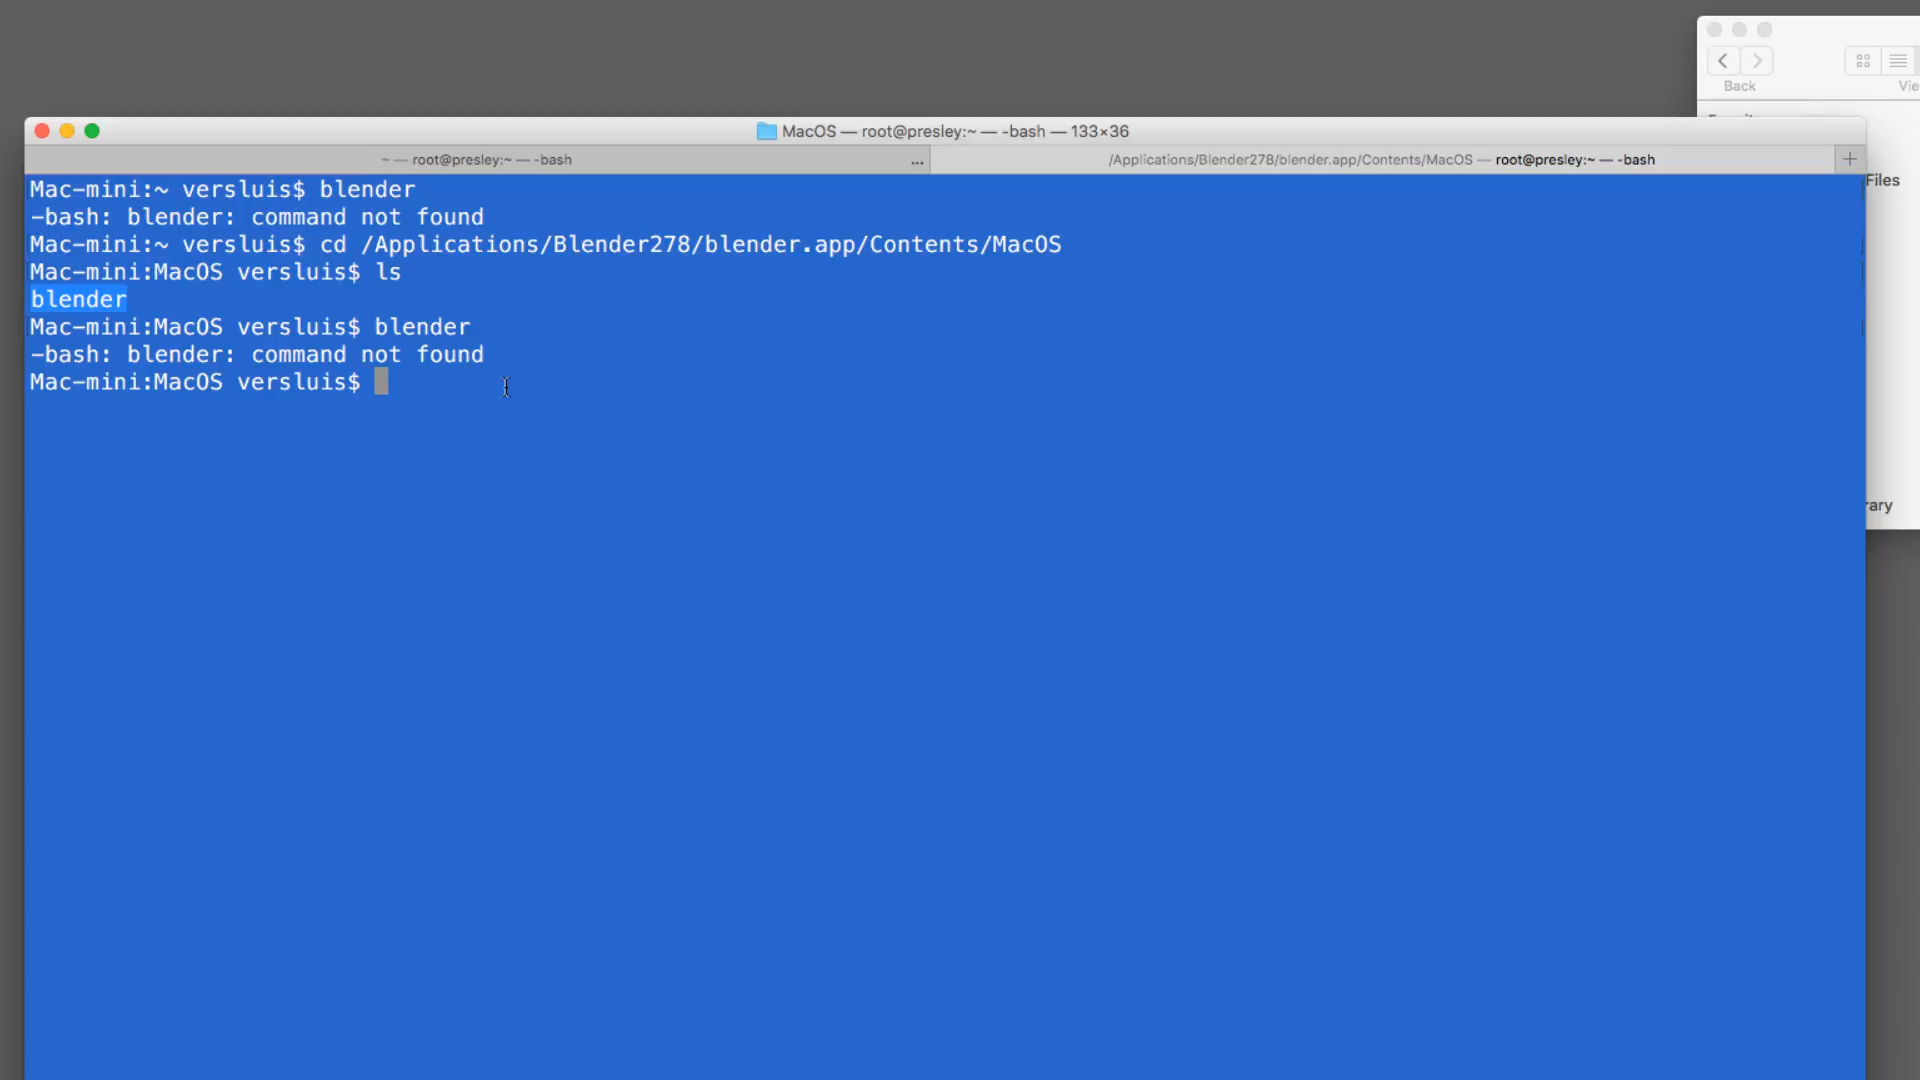 Back
Vie
MacOS — root@presley:~ — -bash — 133×36
~ — root@presley:~ — -bash
...
/Applications/Blender278/blender.app/Contents/MacOS — root@presley:~ — -bash
+
Files
Mac-mini:~ versluis$ blender
-bash: blender: command not found
Mac-mini:~ versluis$ cd /Applications/Blender278/blender.app/Contents/MacOS
Mac-mini:MacOS versluis$ ls
blender
Mac-mini:MacOS versluis$ blender
-bash: blender: command not found
Mac-mini:MacOS versluis$
rary